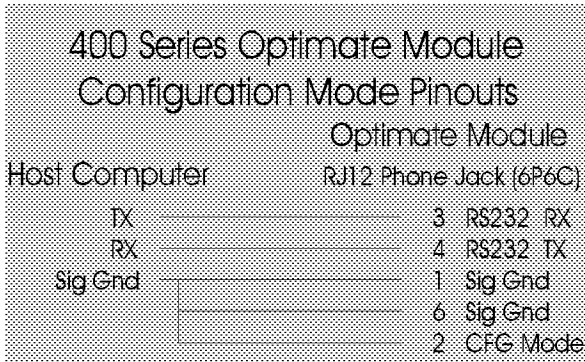 400 Series Optimate Module
Configuration Mode Pinouts
Optimate Module
Host Computer RJ12 Phone Jack (6P6C)
TX 3 RS232 RX
RX 4 RS232 TX
Sig Gnd 1 Sig Gnd
6 Sig Gnd
2 CFG Mode